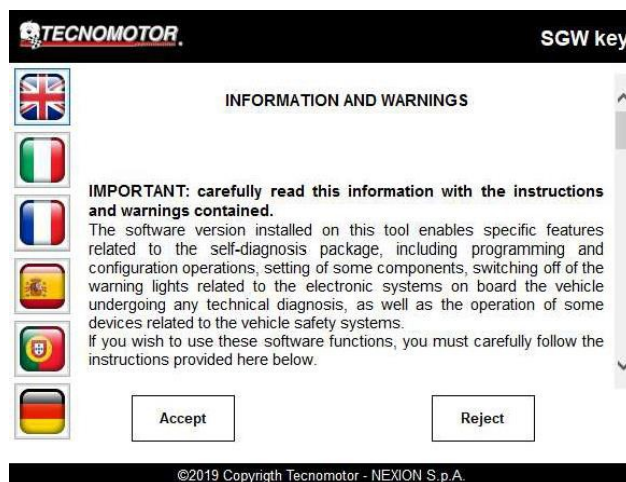 TECNOMOTOR.
SGW key
INFORMATION AND WARNINGS
IMPORTANT: carefully read this information with the instructions
and warnings contained.
The software version installed on this tool enables specific features
related to the self-diagnosis package, including programming and
configuration operations, setting of some components, switching off of the
warning lights related to the electronic systems on board the vehicle
undergoing any technical diagnosis, as well as the operation of some
devices related to the vehicle safety systems.
If you wish to use these software functions, you must carefully follow the
instructions provided here below.
Accept
Reject
©2019 Copyrigth Tecnomotor - NEXION S.p.A.